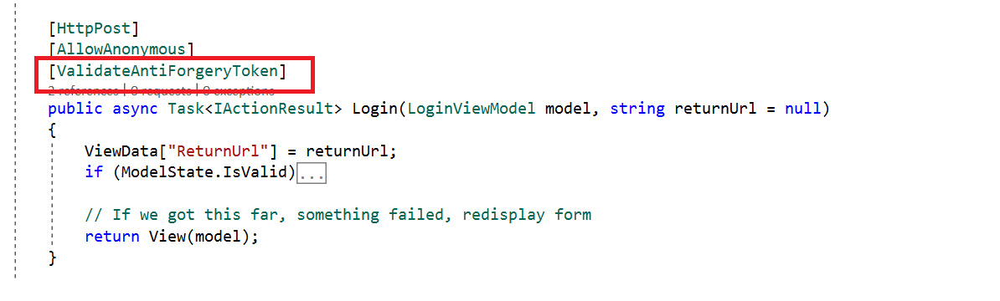 [HttpPost]
[AllowAnonymous]
[ValidateAntiForgeryToken]
2 references | 0 requests | 0 exceptions
public async Task<IActionResult> Login(LoginViewModel model, string returnUrl = null)
{
ViewData["ReturnUrl"] = returnUrl;
if (ModelState.IsValid)...
// If we got this far, something failed, redisplay form
return View(model);
}